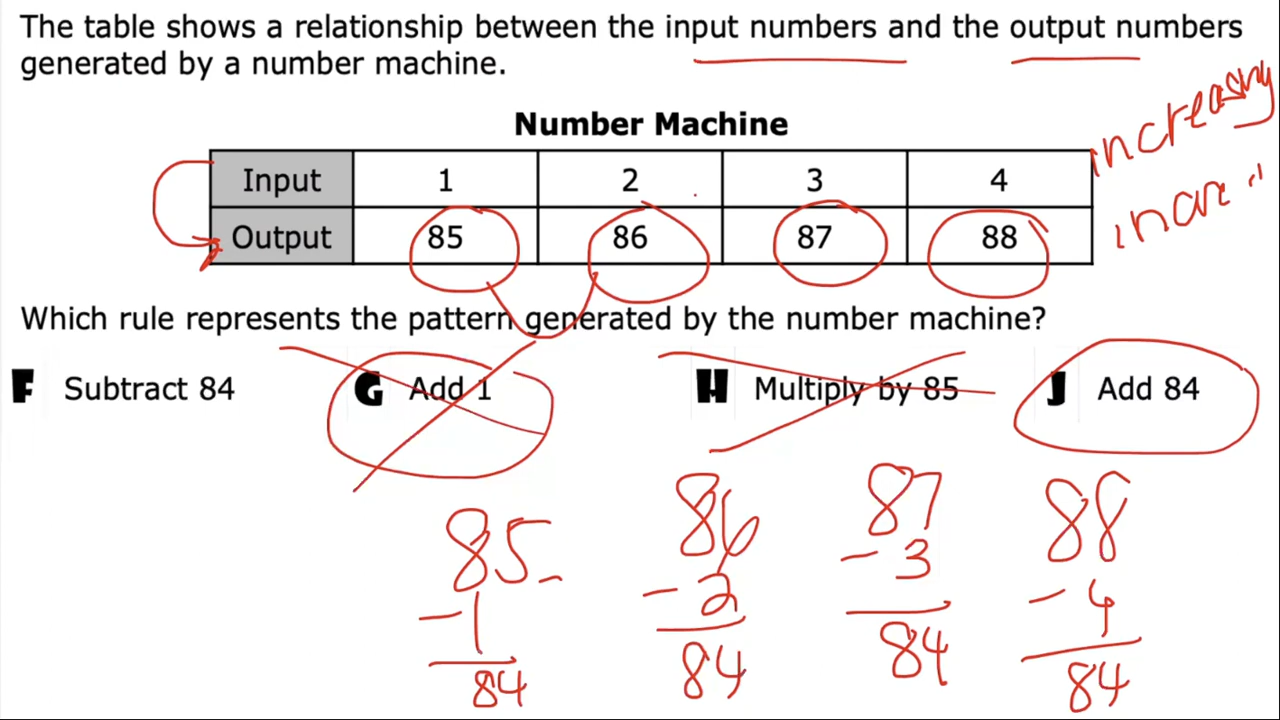 The table shows a relationship between the input numbers and the output numbers
generated by a number machine.
Number Machine
Input 1 2 3 4
Output 85 86 87 88
increasing
Which rule represents the pattern generated by the number machine?
F Subtract 84 G Add 1 H Multiply by 85 J Add 84
85 86 87 88
-1 -2 -3 -4
84 84 84 84